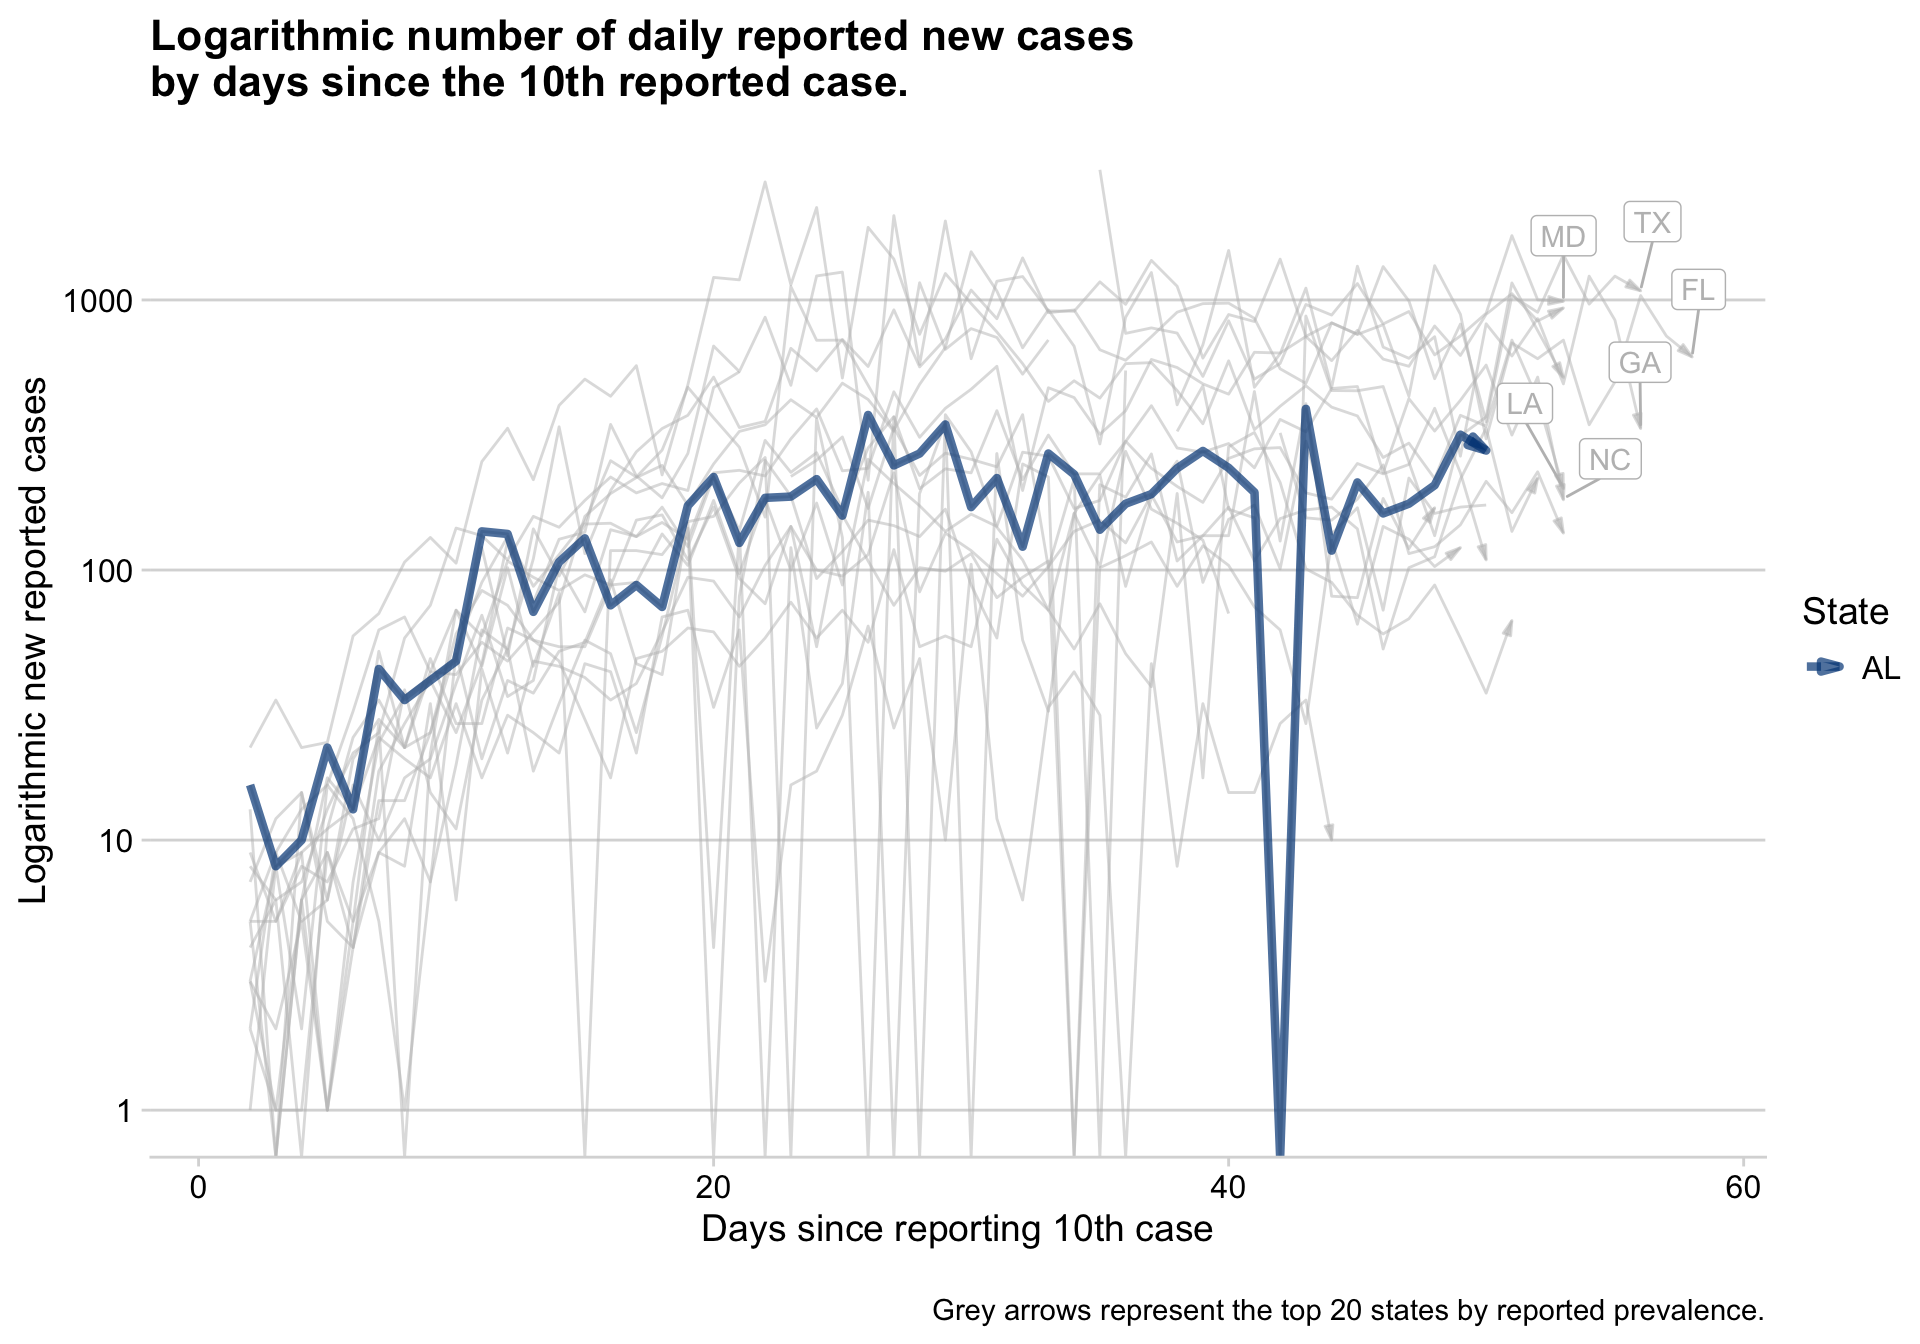 Logarithmic number of daily reported new cases
by days since the 10th reported case.
Logarithmic new reported cases
1000
100
10
1
MD
TX
FL
GA
LA
NC
State
AL
0
20
40
60
Days since reporting 10th case
Grey arrows represent the top 20 states by reported prevalence.